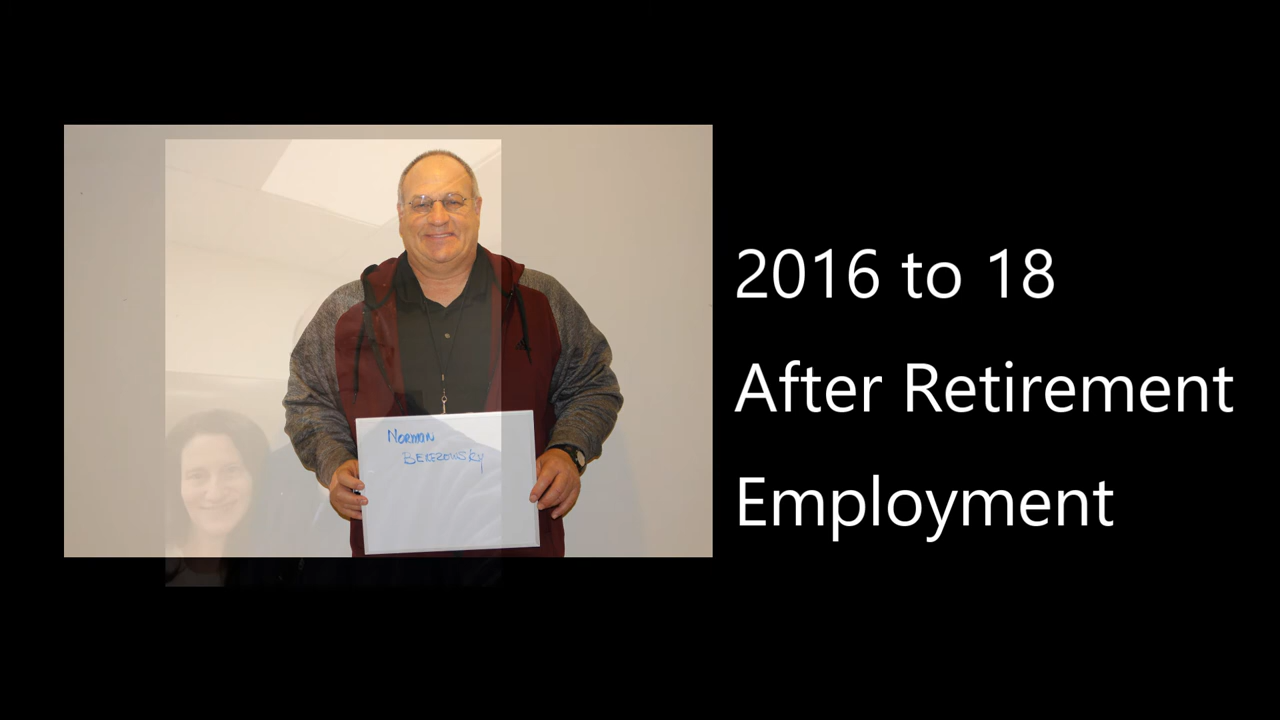 Norman
Berezowsky
2016 to 18
After Retirement
Employment